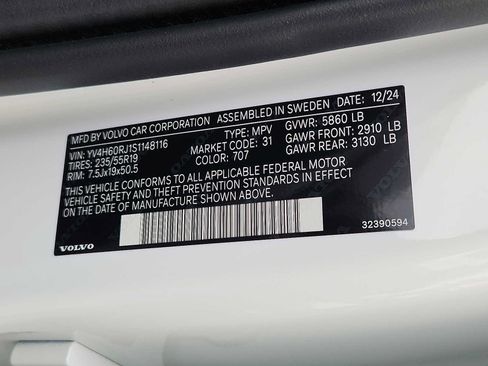 MFD BY VOLVO CAR CORPORATION ASSEMBLED IN SWEDEN DATE: 12/24
VIN: YV4H60RJ1S1148116 TYPE: MPV GVWR: 5860 LB
TIRES: 235/55R19 MARKET CODE: 31 GAWR FRONT: 2910 LB
RIM: 7.5Jx19x50.5 COLOR: 707 GAWR REAR: 3130 LB
THIS VEHICLE CONFORMS TO ALL APPLICABLE FEDERAL MOTOR
VEHICLE SAFETY AND THEFT PREVENTION STANDARDS IN EFFECT
ON THE DATE OF MANUFACTURE SHOWN ABOVE.
VOLVO 32390594